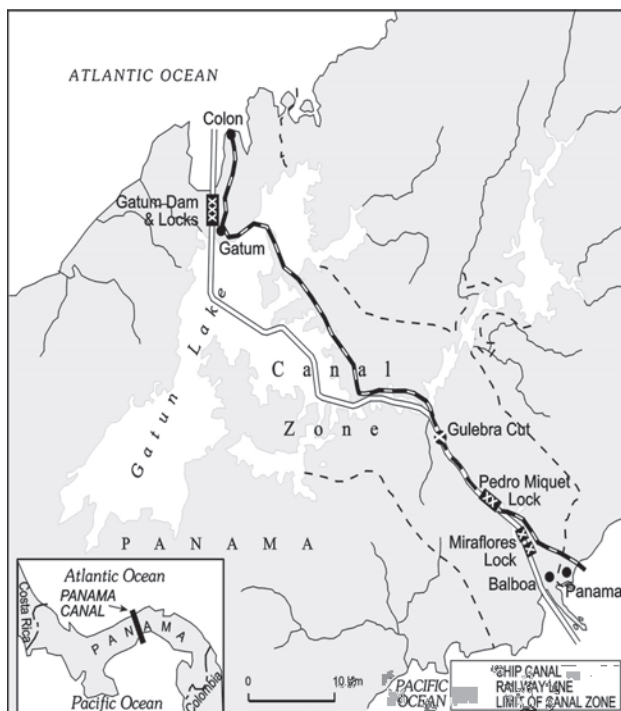 ATLANTIC OCEAN
Colon
Gatum Dam
& Locks
Gatum
Gatun Lake
Canal
Zone
Gulebra Cut
Pedro Miquet
Lock
Miraflores
Lock
Balboa
Panama
PANAMA
Atlantic Ocean
PANAMA
CANAL
Costa Rica
PANAMA
Colombia
Pacific Ocean
0
PACIFIC
OCEAN
SHIP CANAL
RAILWAY LINE
LIMIT OF CANAL ZONE